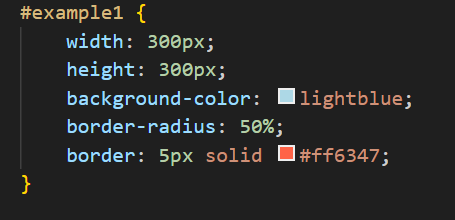 #example1 {
    width: 300px;
    height: 300px;
    background-color: lightblue;
    border-radius: 50%;
    border: 5px solid #ff6347;
}